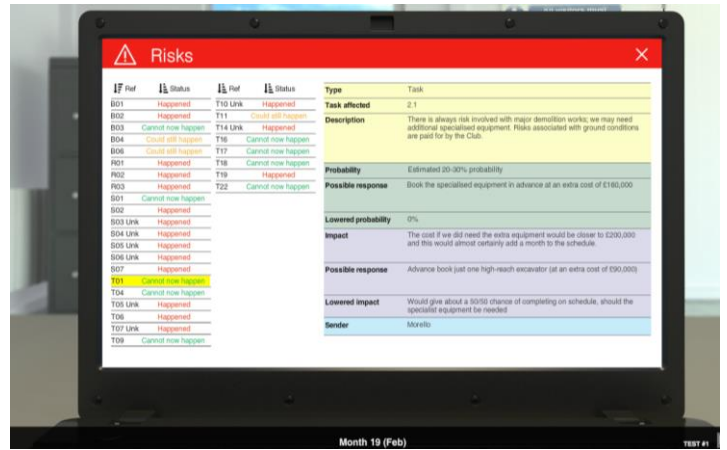 Risks
Ref Status Ref Status
B01 Happened
B02 Happened
B03 Cannot now happen
B04 Could still happen
B06 Could still happen
R01 Happened
R02 Happened
R03 Happened
S01 Cannot now happen
S02 Happened
S03 Unk Happened
S04 Unk Happened
S05 Unk Happened
S06 Unk Happened
S07 Happened
T01 Cannot now happen
T04 Cannot now happen
T05 Unk Happened
T06 Happened
T07 Unk Happened
T09 Cannot now happen
T10 Unk Happened
T11 Could still happen
T14 Unk Happened
T16 Cannot now happen
T17 Cannot now happen
T18 Cannot now happen
T19 Happened
T22 Cannot now happen
Type Task
Task affected 2.1
Description There is always risk involved with major demolition works; we may need
additional specialised equipment. Risks associated with ground conditions
are paid for by the Club.
Probability Estimated 20-30% probability
Possible response Book the specialised equipment in advance at an extra cost of £160,000
Lowered probability 0%
Impact The cost if we did need the extra equipment would be closer to £200,000
and this would almost certainly add a month to the schedule.
Possible response Advance book just one high-reach excavator (at an extra cost of £90,000)
Lowered impact Would give about a 50/50 chance of completing on schedule, should the
specialist equipment be needed
Sender Morello
Month 19 (Feb)
TEST #1